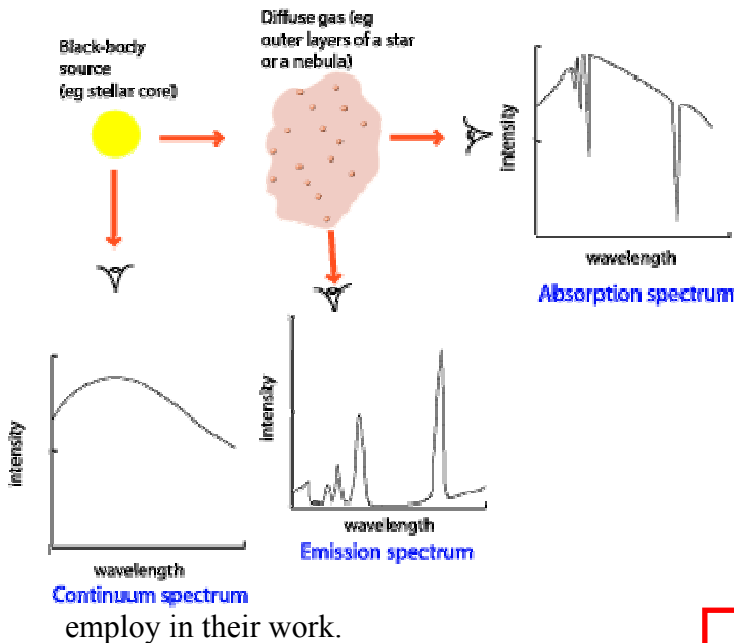 Black-body
source
(eg stellar core)
Diffuse gas (eg
outer layers of a star
or a nebula)
intensity
wavelength
Absorption spectrum
intensity
wavelength
Continuum spectrum
intensity
wavelength
Emission spectrum
employ in their work.